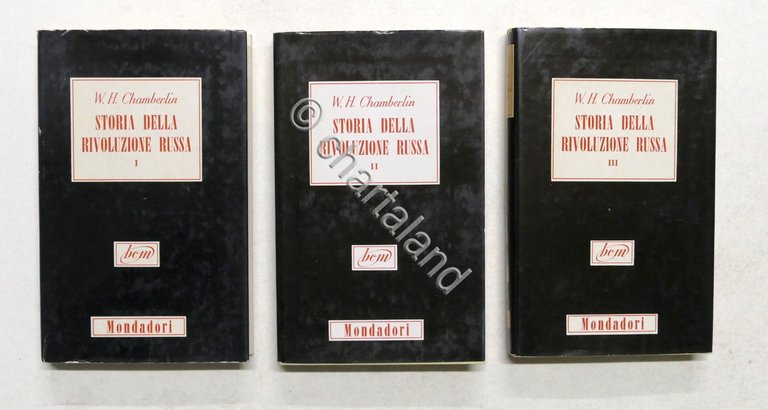 W. H. Chamberlin
STORIA DELLA
RIVOLUZIONE RUSSA
I
bcm
Mondadori
W. H. Chamberlin
STORIA DELLA
RIVOLUZIONE RUSSA
II
bcm
Mondadori
W. H. Chamberlin
STORIA DELLA
RIVOLUZIONE RUSSA
III
bcm
Mondadori
© chartaland